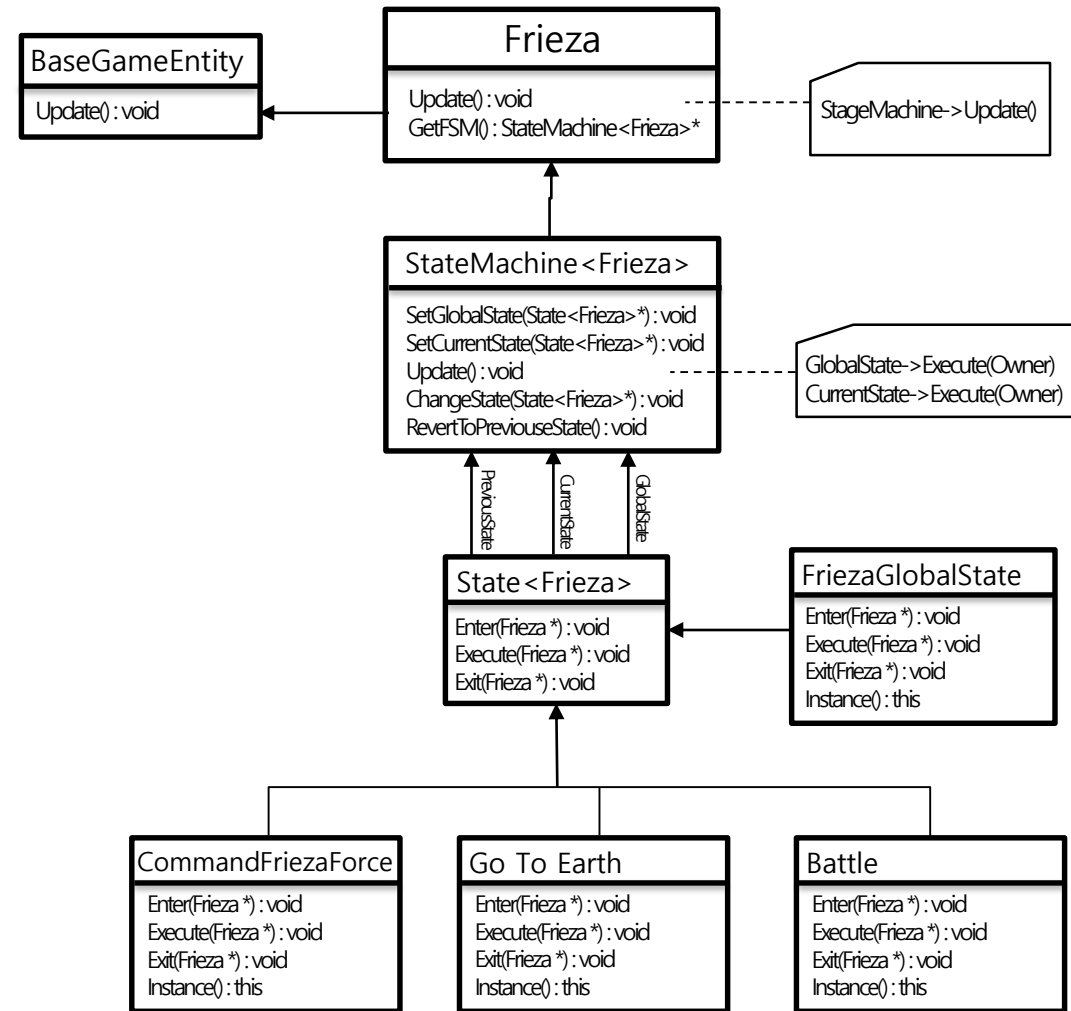 Frieza
Update() : void
GetFSM() : StateMachine<Frieza>*
BaseGameEntity
Update() : void
StageMachine->Update()
StateMachine<Frieza>
SetGlobalState(State<Frieza>*) : void
SetCurrentState(State<Frieza>*) : void
Update() : void
ChangeState(State<Frieza>*) : void
RevertToPreviouseState() : void
GlobalState->Execute(Owner)
CurrentState->Execute(Owner)
PreviousState
CurrentState
GlobalState
State<Frieza>
Enter(Frieza *) : void
Execute(Frieza *) : void
Exit(Frieza *) : void
FriezaGlobalState
Enter(Frieza *) : void
Execute(Frieza *) : void
Exit(Frieza *) : void
Instance() : this
CommandFriezaForce
Enter(Frieza *) : void
Execute(Frieza *) : void
Exit(Frieza *) : void
Instance() : this
Go To Earth
Enter(Frieza *) : void
Execute(Frieza *) : void
Exit(Frieza *) : void
Instance() : this
Battle
Enter(Frieza *) : void
Execute(Frieza *) : void
Exit(Frieza *) : void
Instance() : this